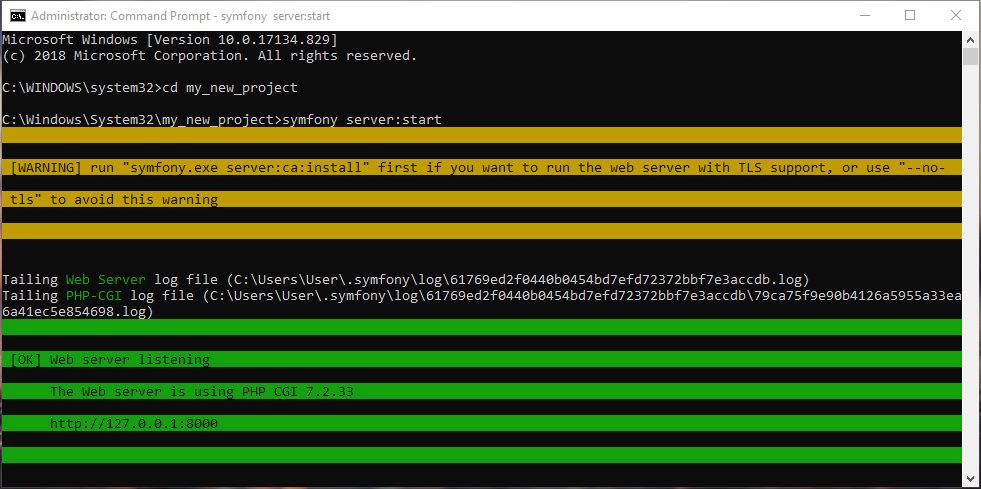 Administrator: Command Prompt - symfony server:start
Microsoft Windows [Version 10.0.17134.829]
(c) 2018 Microsoft Corporation. All rights reserved.
C:\WINDOWS\system32>cd my_new_project
C:\Windows\System32\my_new_project>symfony server:start
[WARNING] run "symfony.exe server:ca:install" first if you want to run the web server with TLS support, or use "--no-
tls" to avoid this warning
Tailing Web Server log file (C:\Users\User\.symfony\log\61769ed2f0440b0454bd7efd72372bbf7e3accdb.log)
Tailing PHP-CGI log file (C:\Users\User\.symfony\log\61769ed2f0440b0454bd7efd72372bbf7e3accdb\79ca75f9e90b4126a5955a33ea
6a41ec5e854698.log)
[OK] Web server listening
The Web server is using PHP CGI 7.2.33
http://127.0.0.1:8000